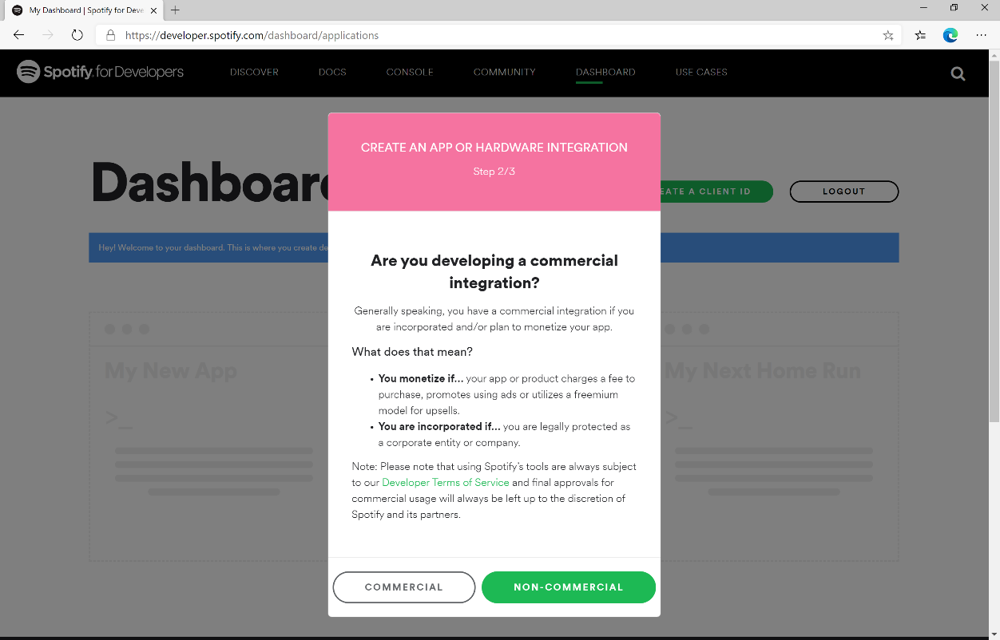 My Dashboard | Spotify for Deve
https://developer.spotify.com/dashboard/applications
Spotify for Developers DISCOVER DOCS CONSOLE COMMUNITY DASHBOARD USE CASES
CREATE AN APP OR HARDWARE INTEGRATION
Step 2/3
Dashboar
EATE A CLIENT ID
LOGOUT
Hey! Welcome to your dashboard. This is where you create de
Are you developing a commercial
integration?
Generally speaking, you have a commercial integration if you
are incorporated and/or plan to monetize your app.
What does that mean?
• You monetize if... your app or product charges a fee to
purchase, promotes using ads or utilizes a freemium
model for upsells.
• You are incorporated if... you are legally protected as
a corporate entity or company.
Note: Please note that using Spotify's tools are always subject
to our Developer Terms of Service and final approvals for
commercial usage will always be left up to the discretion of
Spotify and its partners.
COMMERCIAL
NON-COMMERCIAL
My New App
>_
My Next Home Run
>_